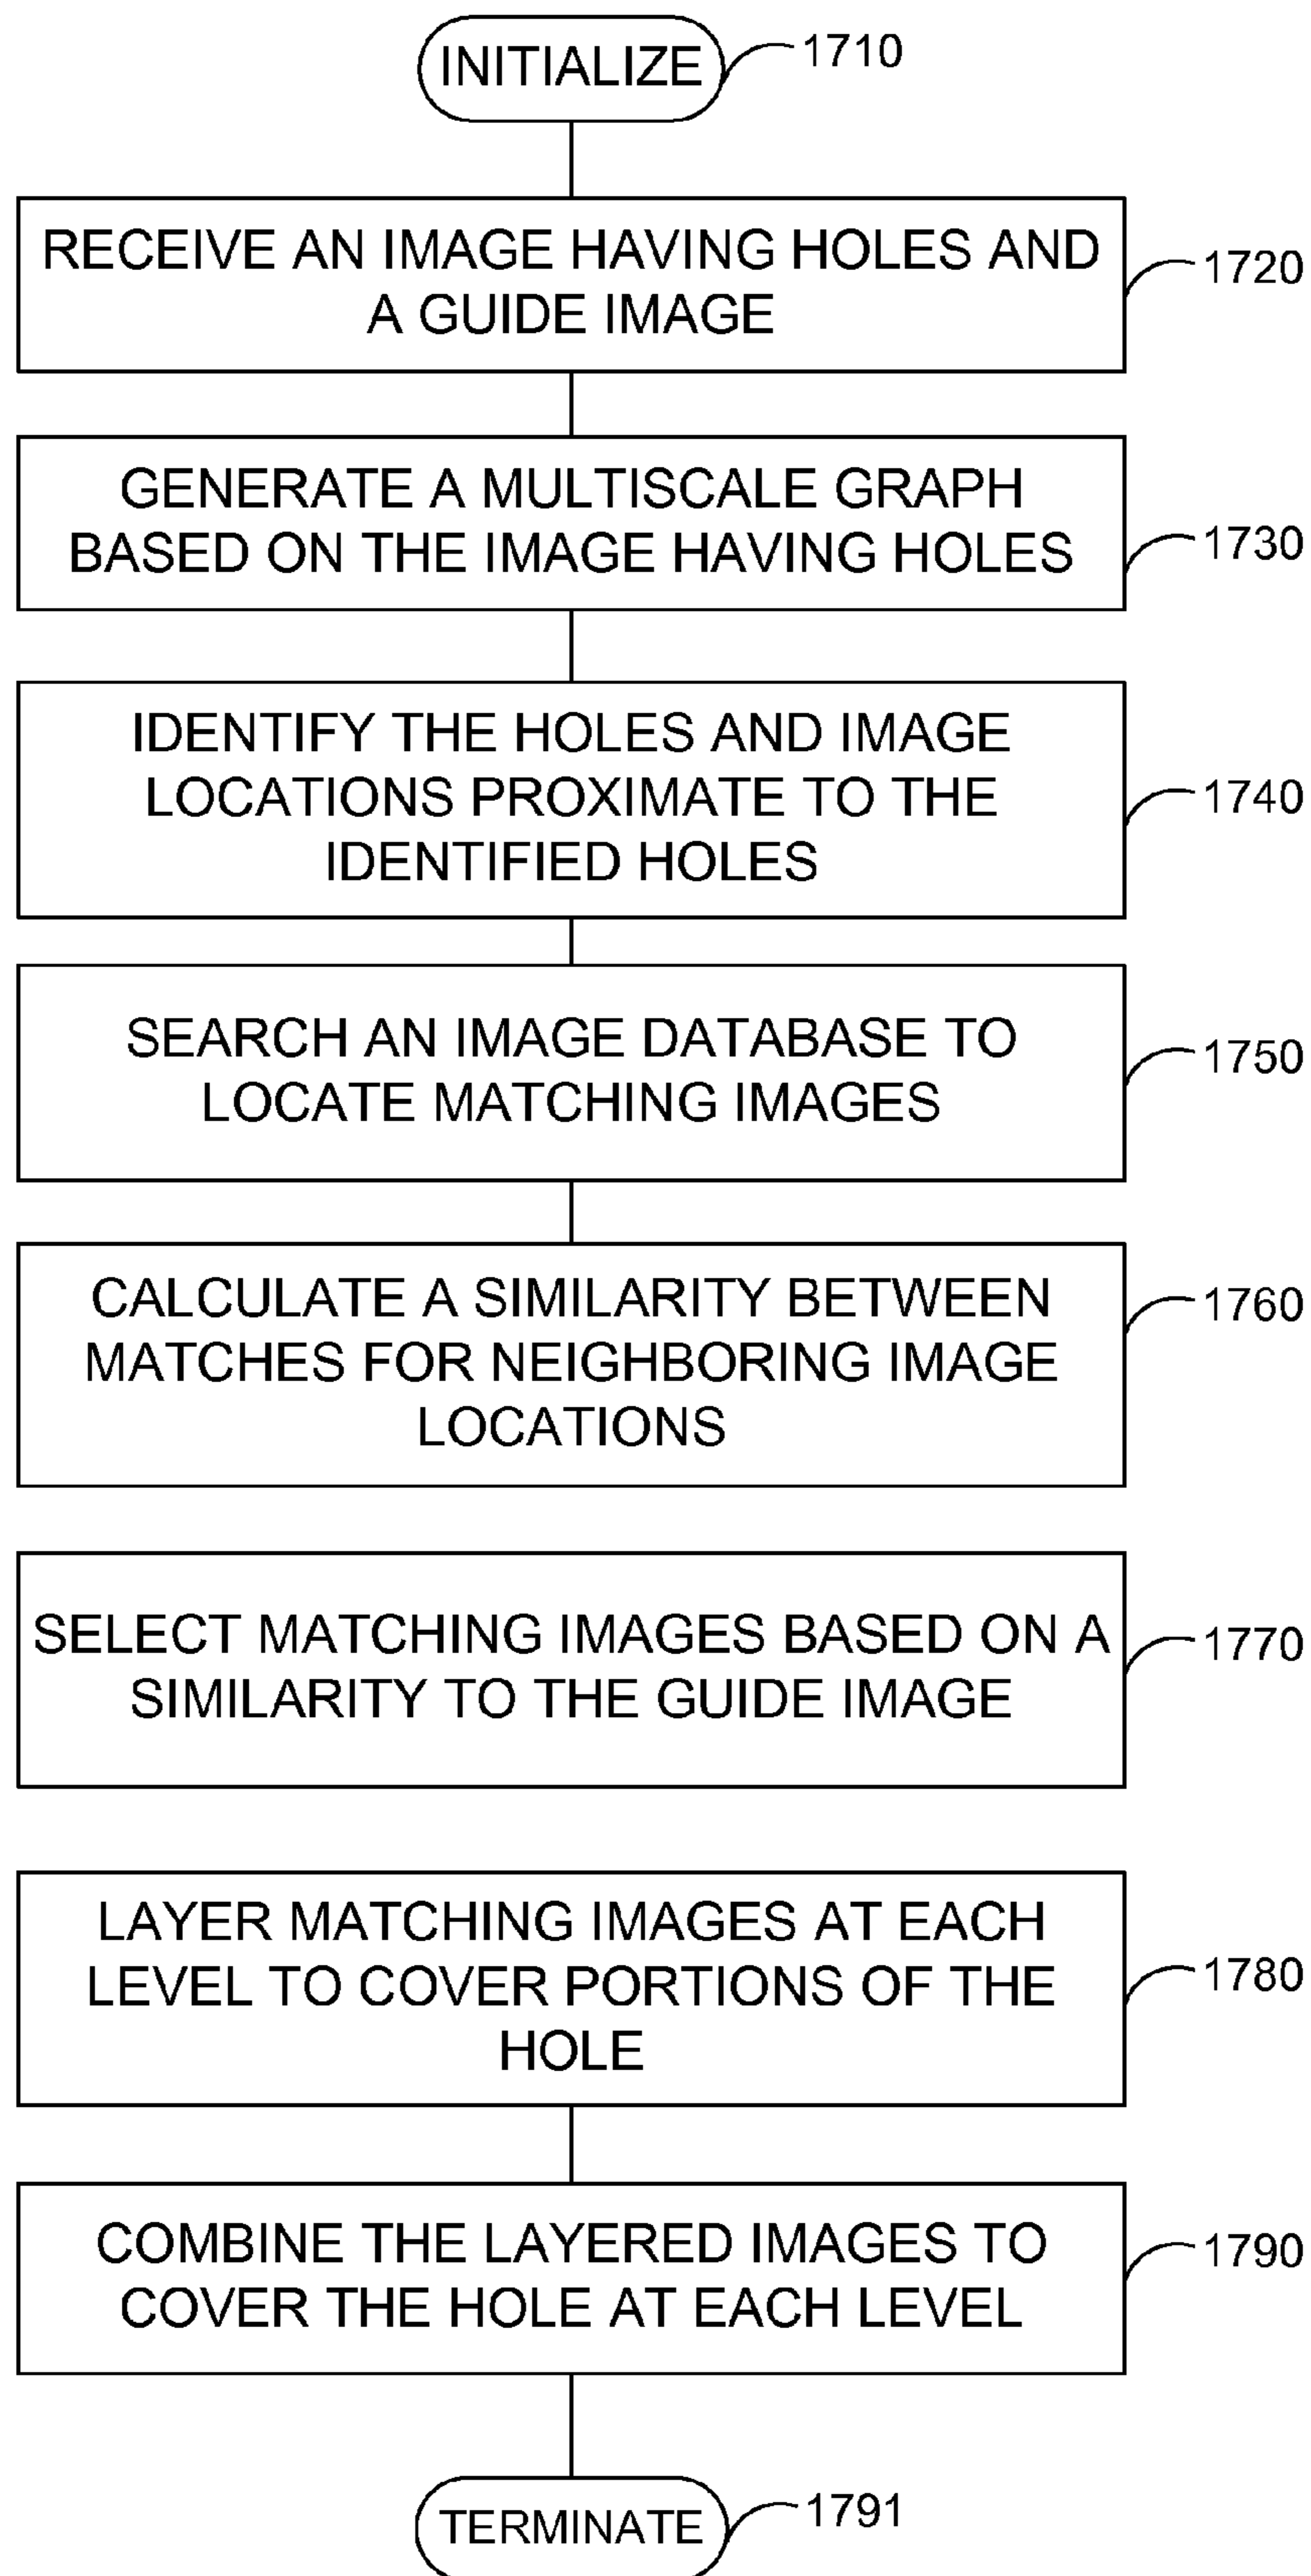 INITIALIZE
1710
RECEIVE AN IMAGE HAVING HOLES AND
A GUIDE IMAGE
1720
GENERATE A MULTISCALE GRAPH
BASED ON THE IMAGE HAVING HOLES
1730
IDENTIFY THE HOLES AND IMAGE
LOCATIONS PROXIMATE TO THE
IDENTIFIED HOLES
1740
SEARCH AN IMAGE DATABASE TO
LOCATE MATCHING IMAGES
1750
CALCULATE A SIMILARITY BETWEEN
MATCHES FOR NEIGHBORING IMAGE
LOCATIONS
1760
SELECT MATCHING IMAGES BASED ON A
SIMILARITY TO THE GUIDE IMAGE
1770
LAYER MATCHING IMAGES AT EACH
LEVEL TO COVER PORTIONS OF THE
HOLE
1780
COMBINE THE LAYERED IMAGES TO
COVER THE HOLE AT EACH LEVEL
1790
TERMINATE
1791